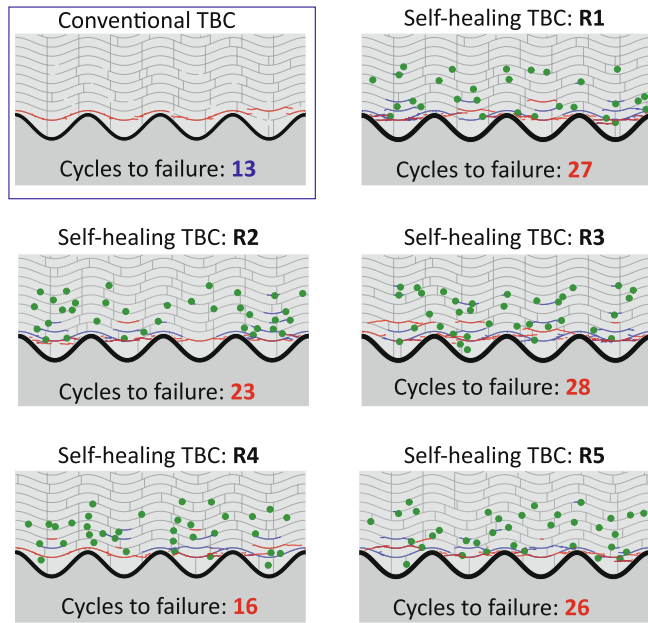 Conventional TBC
Cycles to failure: 13
Self-healing TBC: R1
Cycles to failure: 27
Self-healing TBC: R2
Cycles to failure: 23
Self-healing TBC: R3
Cycles to failure: 28
Self-healing TBC: R4
Cycles to failure: 16
Self-healing TBC: R5
Cycles to failure: 26